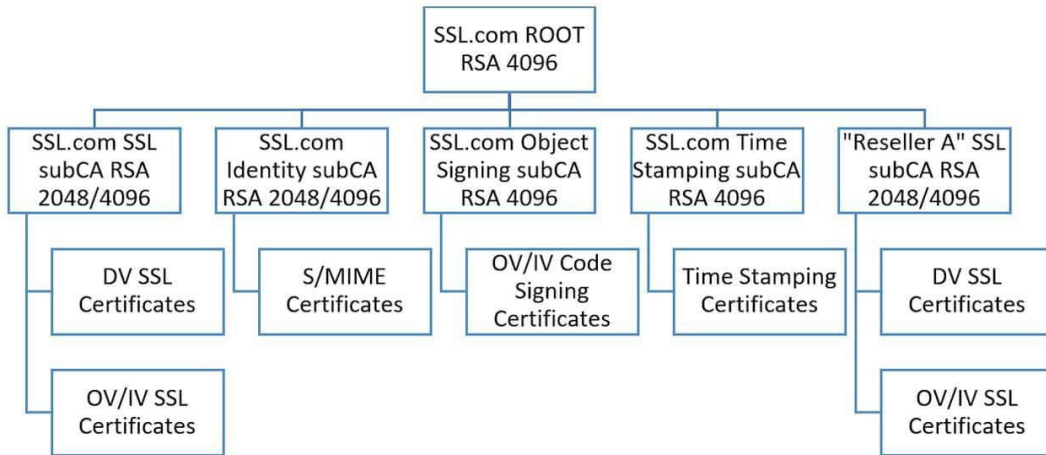 SSL.com ROOT
RSA 4096
SSL.com SSL
subCA RSA
2048/4096
SSL.com
Identity subCA
RSA 2048/4096
SSL.com Object
Signing subCA
RSA 4096
SSL.com Time
Stamping subCA
RSA 4096
"Reseller A" SSL
subCA RSA
2048/4096
DV SSL
Certificates
S/MIME
Certificates
OV/IV Code
Signing
Certificates
Time Stamping
Certificates
DV SSL
Certificates
OV/IV SSL
Certificates
OV/IV SSL
Certificates